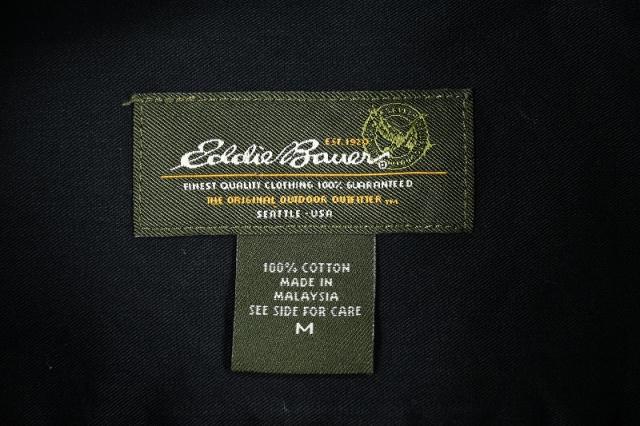 EST. 1920
Eddie Bauer®
FINEST QUALITY CLOTHING 100% GUARANTEED
THE ORIGINAL OUTDOOR OUTFITTER ™
SEATTLE · USA
100% COTTON
MADE IN
MALAYSIA
SEE SIDE FOR CARE
M